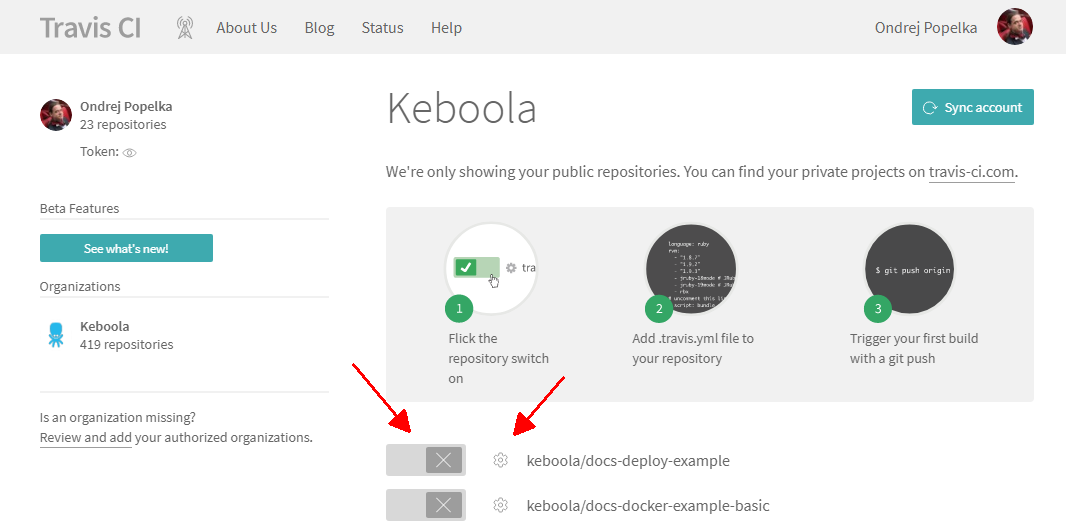 Travis CI
About Us
Blog
Status
Help
Ondrej Popelka
Ondrej Popelka
23 repositories
Token:
Beta Features
See what's new!
Organizations
Keboola
419 repositories
Is an organization missing?
Review and add your authorized organizations.
Keboola
Sync account
We're only showing your public repositories. You can find your private projects on travis-ci.com.
tra
1
Flick the
repository switch
on
language: ruby
rvm:
- "1.8.7"
- "1.9.2"
- "1.9.3"
- jruby-18mode # JRub
- jruby-19mode # JRu
- rbx
# uncomment this li
script: bundle
2
Add .travis.yml file to
your repository
$ git push origin
3
Trigger your first build
with a git push
keboola/docs-deploy-example
keboola/docs-docker-example-basic